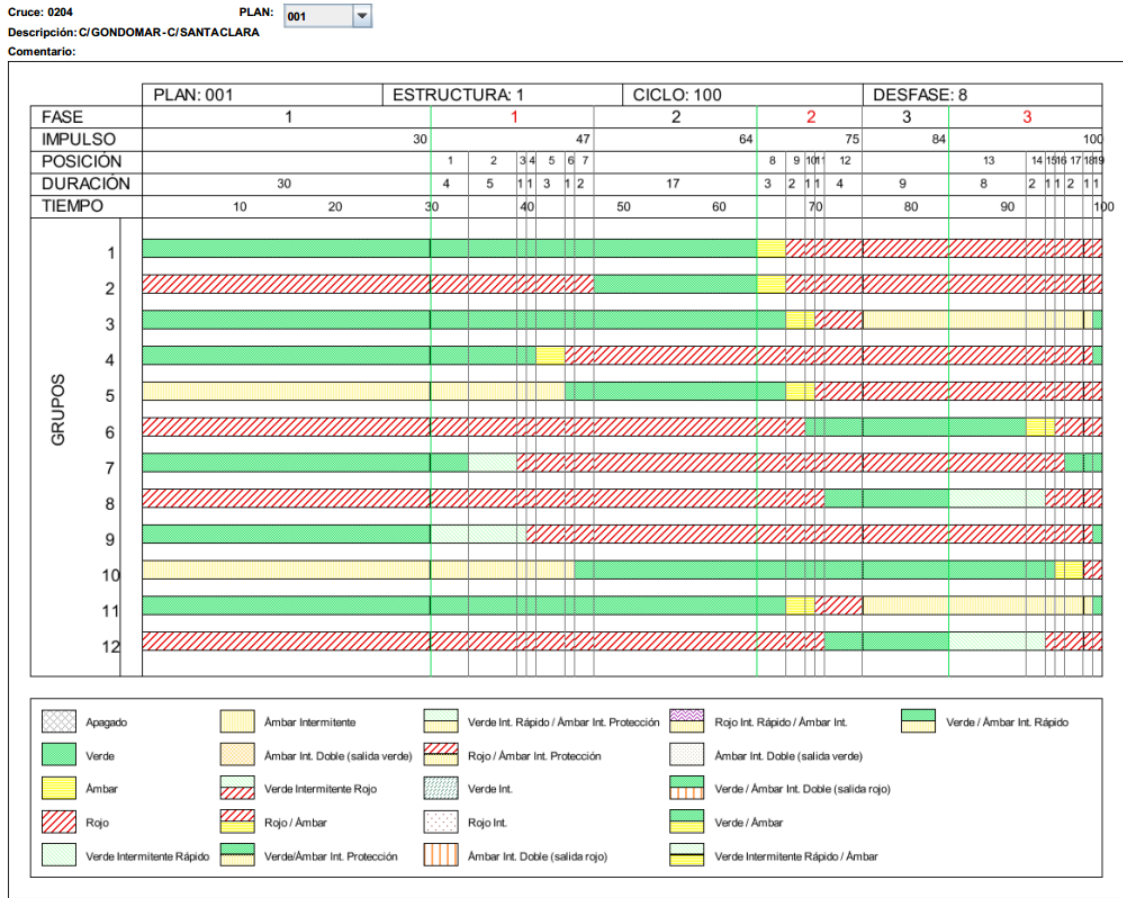 Cruce: 0204 PLAN: 001
Descripción: C/GONDOMAR-C/SANTACLARA
Comentario:
PLAN: 001 ESTRUCTURA: 1 CICLO: 100 DESFASE: 8
FASE 1 1 2 2 3 3
IMPULSO 30 47 64 75 84 100
POSICIÓN 1 2 3 4 5 6 7 8 9 10 11 12 13 14 15 16 17 18 19
DURACIÓN 30 4 5 1 1 3 1 2 17 3 2 1 1 4 9 8 2 1 1 2 1 1
TIEMPO 10 20 30 40 50 60 70 80 90 100
GRUPOS
1
2
3
4
5
6
7
8
9
10
11
12
Apagado Ámbar Intermitente Verde Int. Rápido / Ámbar Int. Protección Rojo Int. Rápido / Ámbar Int. Verde / Ámbar Int. Rápido
Verde Ámbar Int. Doble (salida verde) Rojo / Ámbar Int. Protección Ámbar Int. Doble (salida verde)
Ámbar Verde Intermitente Rojo Verde Int. Verde / Ámbar Int. Doble (salida rojo)
Rojo Rojo / Ámbar Rojo Int. Verde / Ámbar
Verde Intermitente Rápido Verde/Ámbar Int. Protección Ámbar Int. Doble (salida rojo) Verde Intermitente Rápido / Ámbar